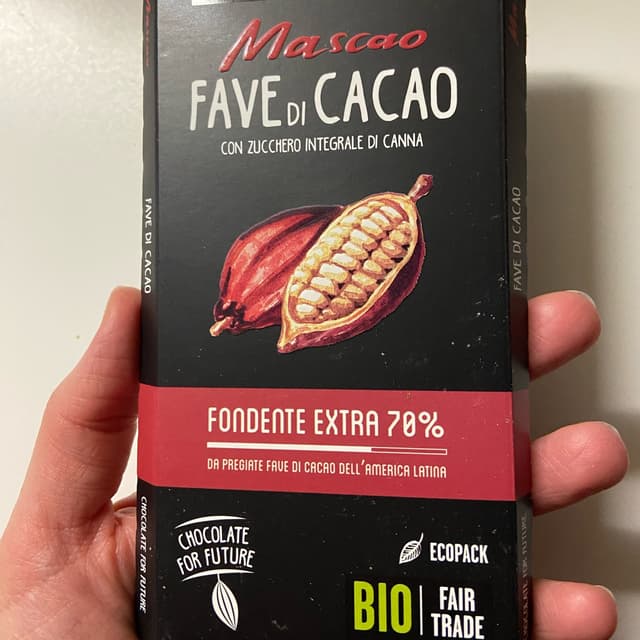 Mascao
FAVE DI CACAO
CON ZUCCHERO INTEGRALE DI CANNA
FONDENTE EXTRA 70%
DA PREGIATE FAVE DI CACAO DELL'AMERICA LATINA
CHOCOLATE
FOR FUTURE
ECOPACK
BIO
FAIR
TRADE
FAVE DI CACAO
CHOCOLATE FOR FUTURE
FAVE DI CACAO